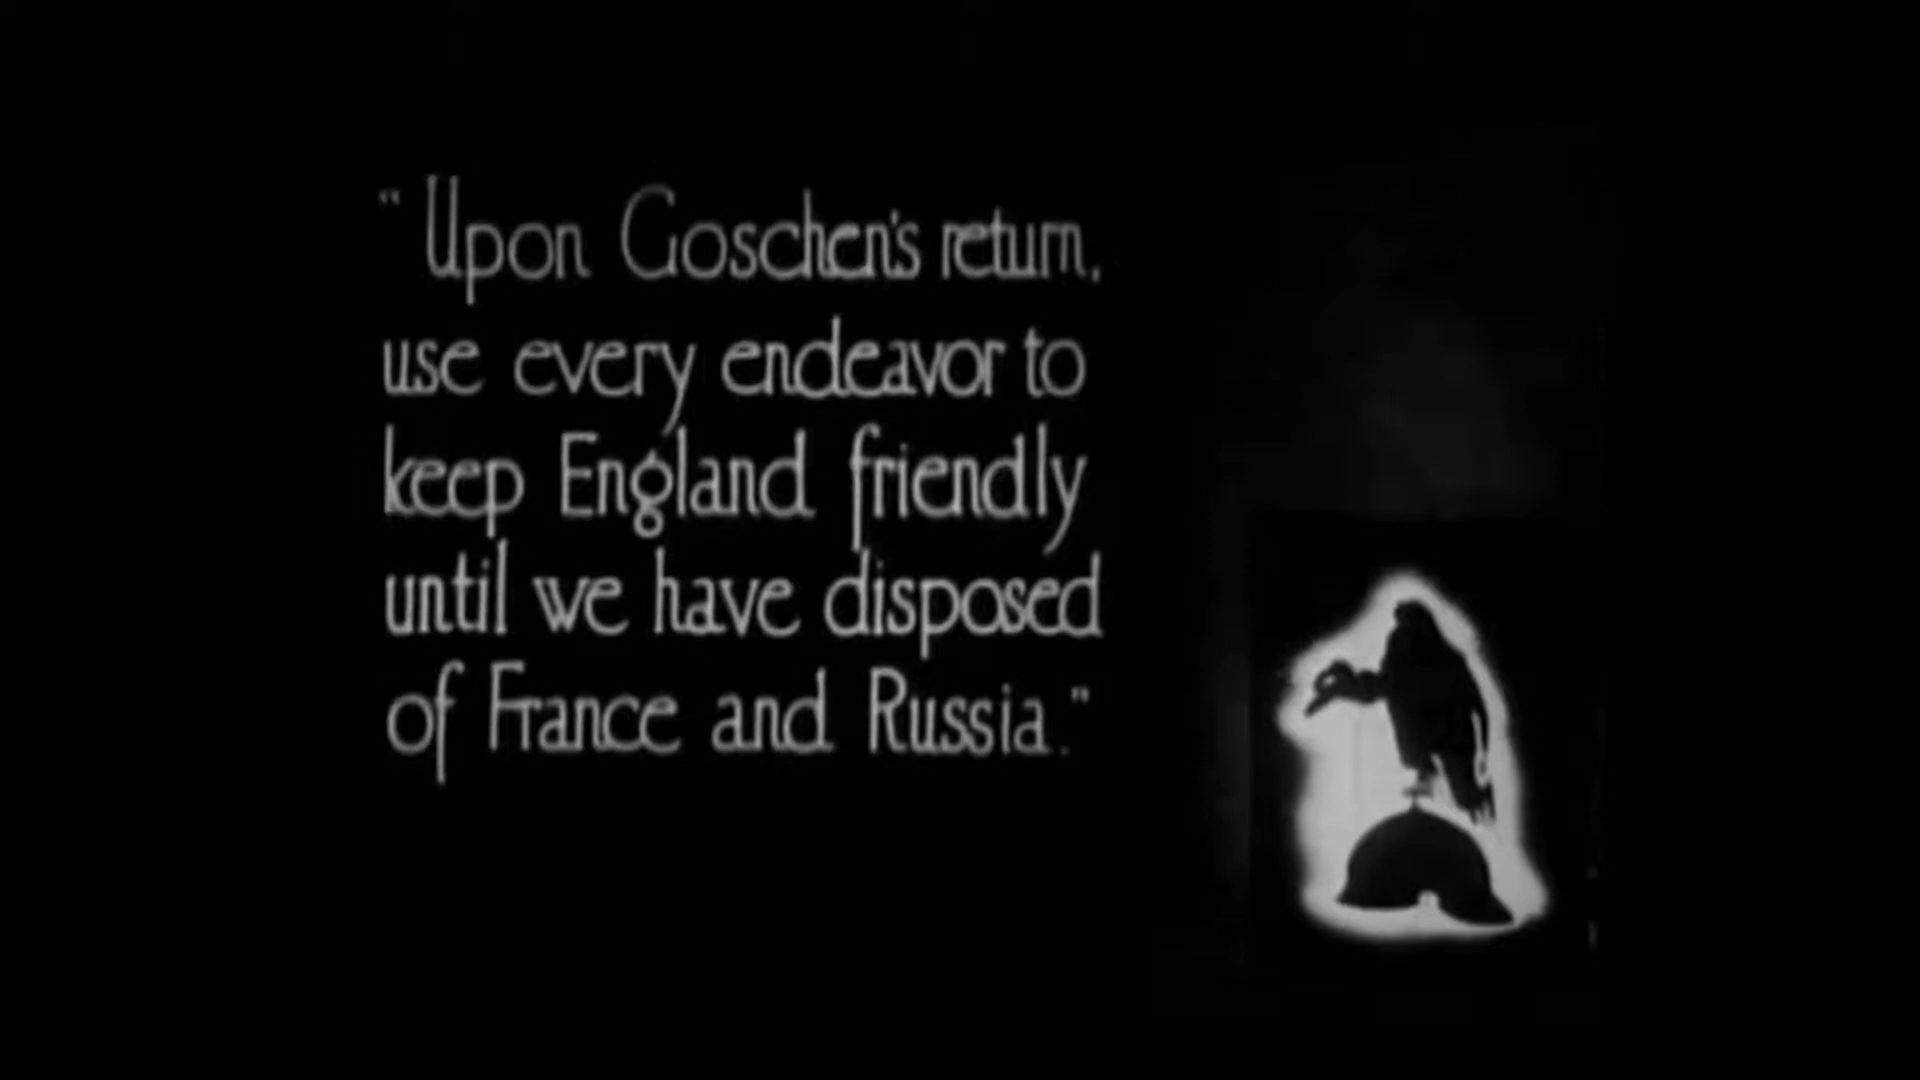 "Upon Goschen's return,
use every endeavor to
keep England friendly
until we have disposed
of France and Russia."